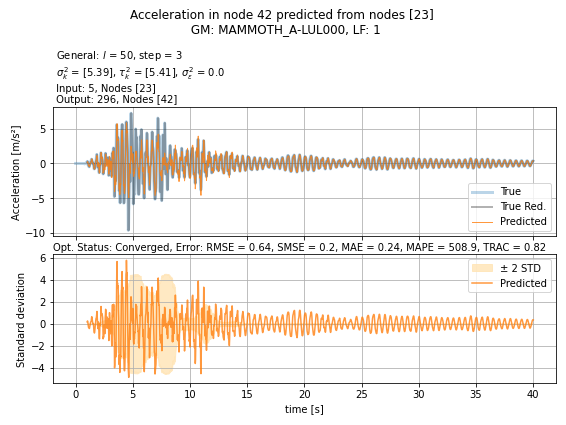 Acceleration in node 42 predicted from nodes [23]
GM: MAMMOTH_A-LUL000, LF: 1
General: l = 50, step = 3
σ²ₖ = [5.39], τ²ₖ = [5.41], σ²ε = 0.0
Input: 5, Nodes [23]
Output: 296, Nodes [42]
Acceleration [m/s²]
5
0
−5
−10
True
True Red.
Predicted
Opt. Status: Converged, Error: RMSE = 0.64, SMSE = 0.2, MAE = 0.24, MAPE = 508.9, TRAC = 0.82
Standard deviation
6
4
2
0
−2
−4
± 2 STD
Predicted
0 5 10 15 20 25 30 35 40
time [s]